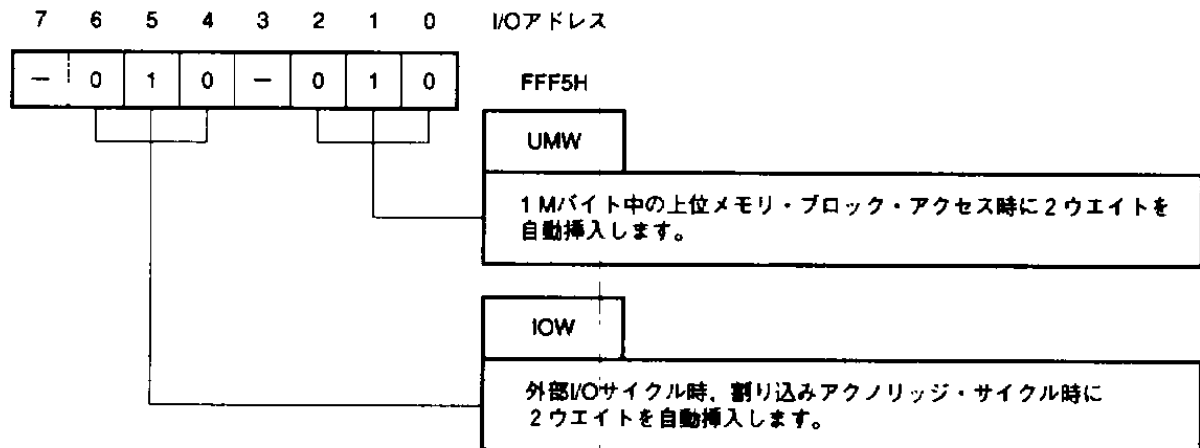 7 6 5 4 3 2 1 0 I/Oアドレス
- 0 1 0 - 0 1 0 FFF5H
UMW
1Mバイト中の上位メモリ・ブロック・アクセス時に2ウエイトを
自動挿入します。
IOW
外部I/Oサイクル時、割り込みアクノリッジ・サイクル時に
2ウエイトを自動挿入します。